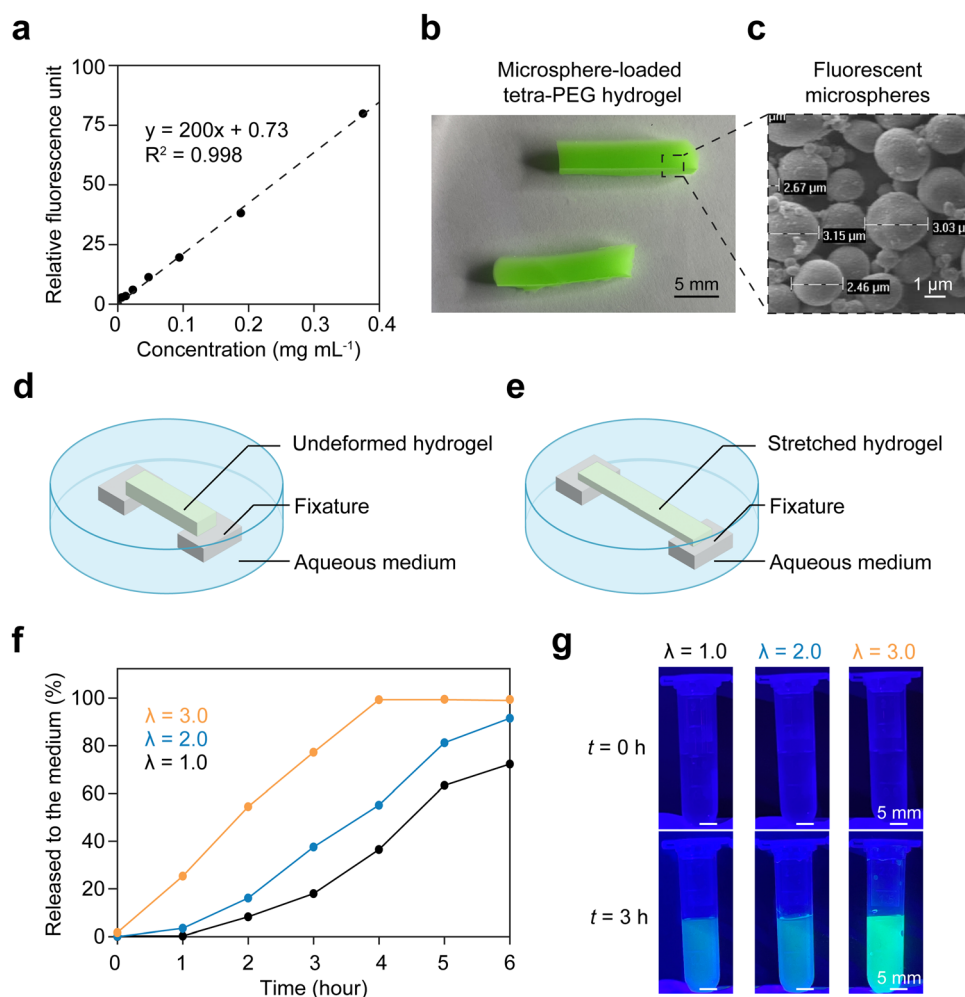 a
Relative fluorescence unit
100
75
50
25
0
y = 200x + 0.73
R² = 0.998
0
0.1
0.2
0.3
0.4
Concentration (mg mL⁻¹)
b
Microsphere-loaded
tetra-PEG hydrogel
5 mm
c
Fluorescent
microspheres
µm
2.67 µm
3.15 µm
3.03 µm
2.46 µm
1 µm
d
Undeformed hydrogel
Fixature
Aqueous medium
e
Stretched hydrogel
Fixature
Aqueous medium
f
Released to the medium (%)
100
80
60
40
20
0
λ = 3.0
λ = 2.0
λ = 1.0
0
1
2
3
4
5
6
Time (hour)
g
λ = 1.0
λ = 2.0
λ = 3.0
t = 0 h
5 mm
t = 3 h
5 mm